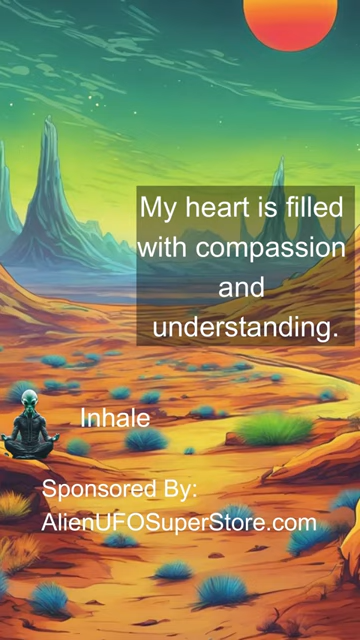 My heart is filled
with compassion
and
understanding.
Inhale
Sponsored By:
AlienUFOSuperStore.com